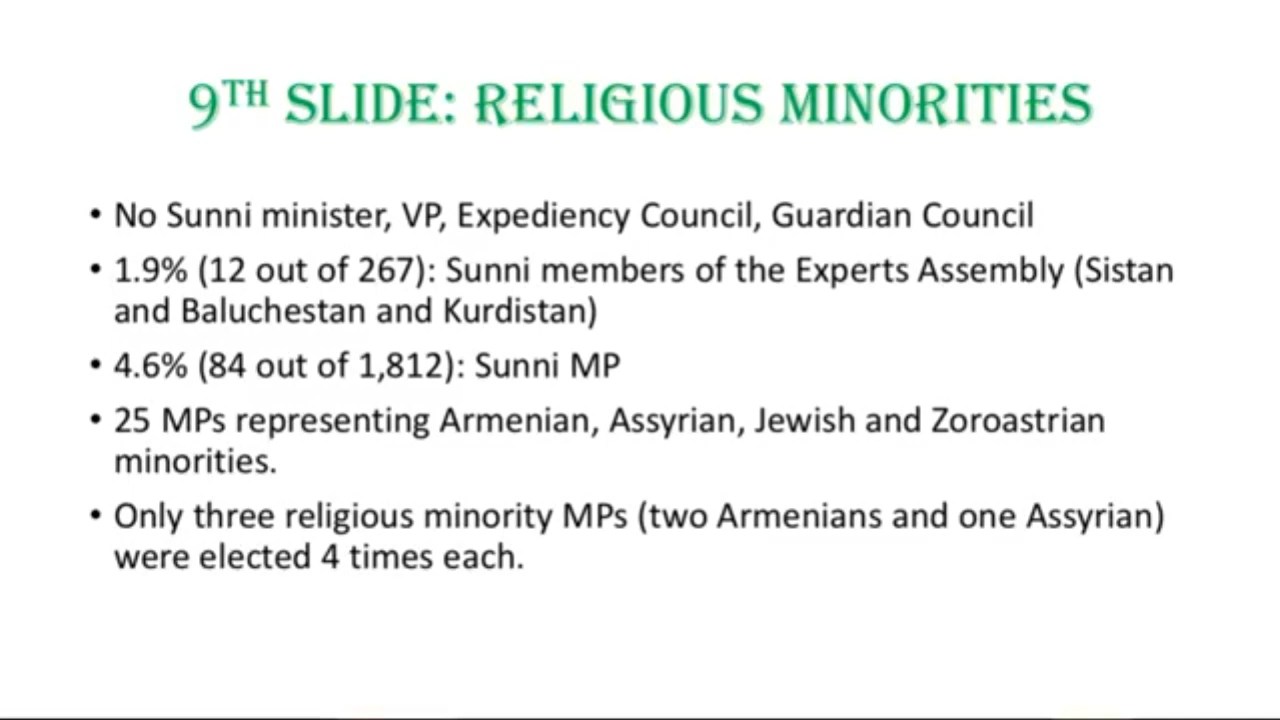 9TH SLIDE: RELIGIOUS MINORITIES
• No Sunni minister, VP, Expediency Council, Guardian Council
• 1.9% (12 out of 267): Sunni members of the Experts Assembly (Sistan
and Baluchestan and Kurdistan)
• 4.6% (84 out of 1,812): Sunni MP
• 25 MPs representing Armenian, Assyrian, Jewish and Zoroastrian
minorities.
• Only three religious minority MPs (two Armenians and one Assyrian)
were elected 4 times each.